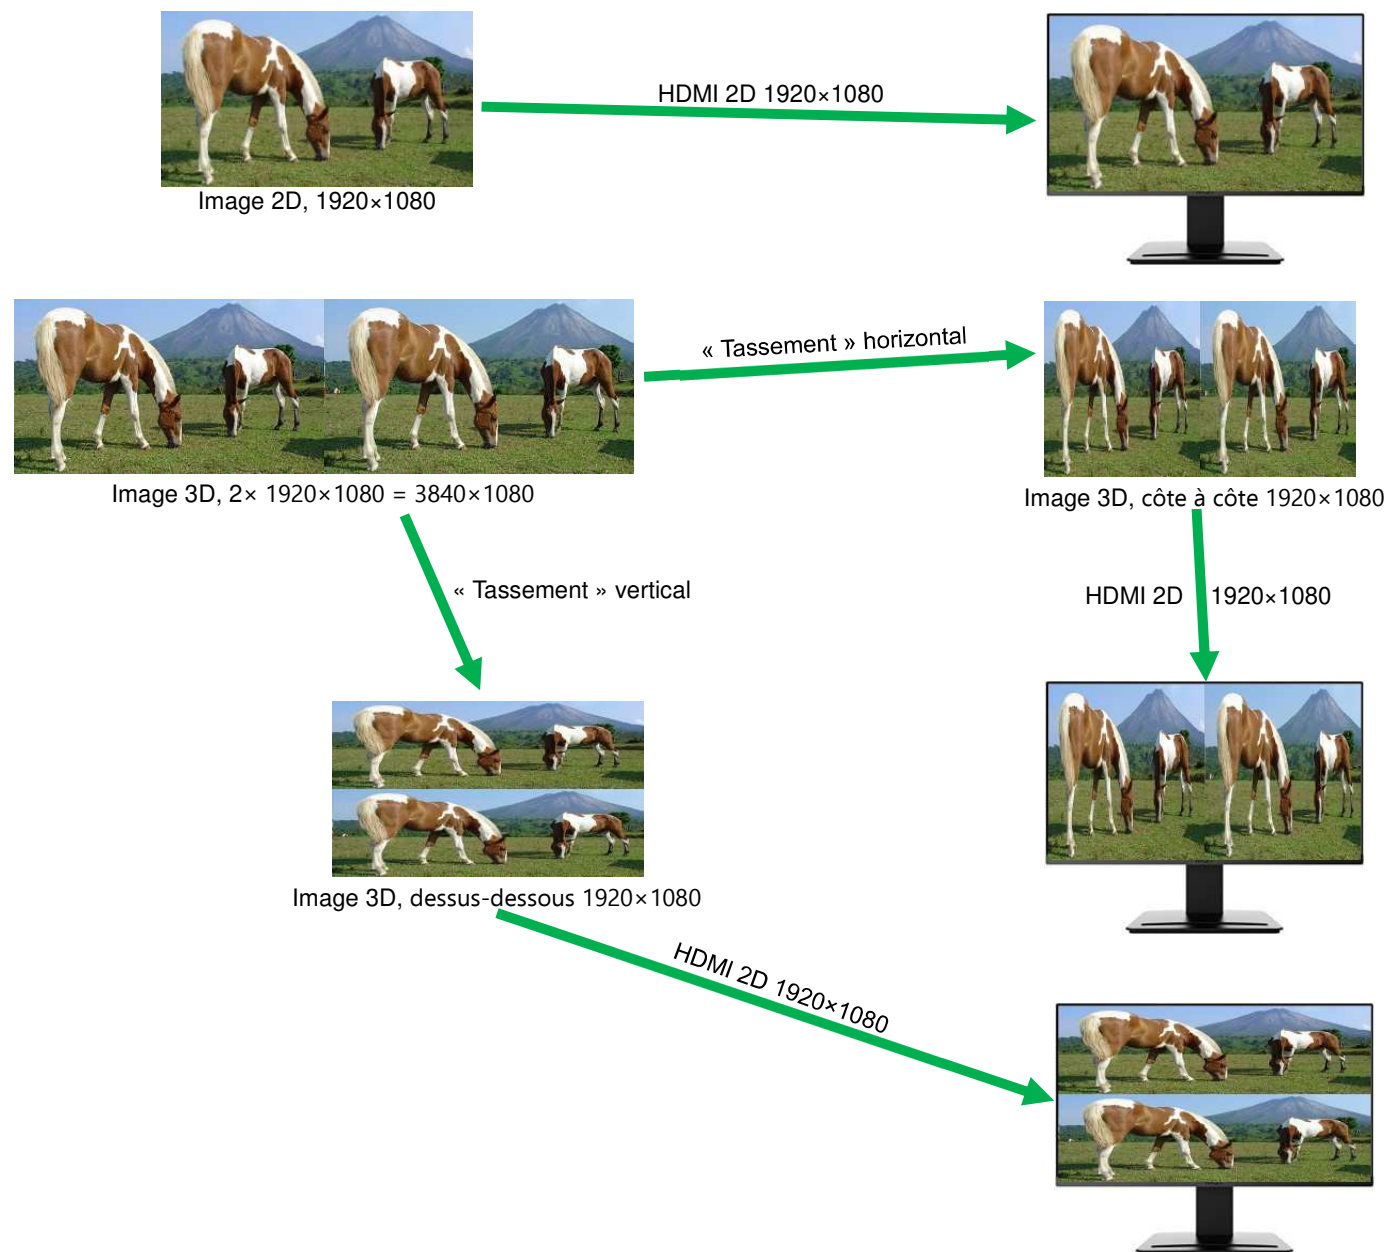 HDMI 2D 1920×1080
Image 2D, 1920×1080
« Tassement » horizontal
Image 3D, 2× 1920×1080 = 3840×1080
Image 3D, côte à côte 1920×1080
« Tassement » vertical
HDMI 2D 1920×1080
Image 3D, dessus-dessous 1920×1080
HDMI 2D 1920×1080